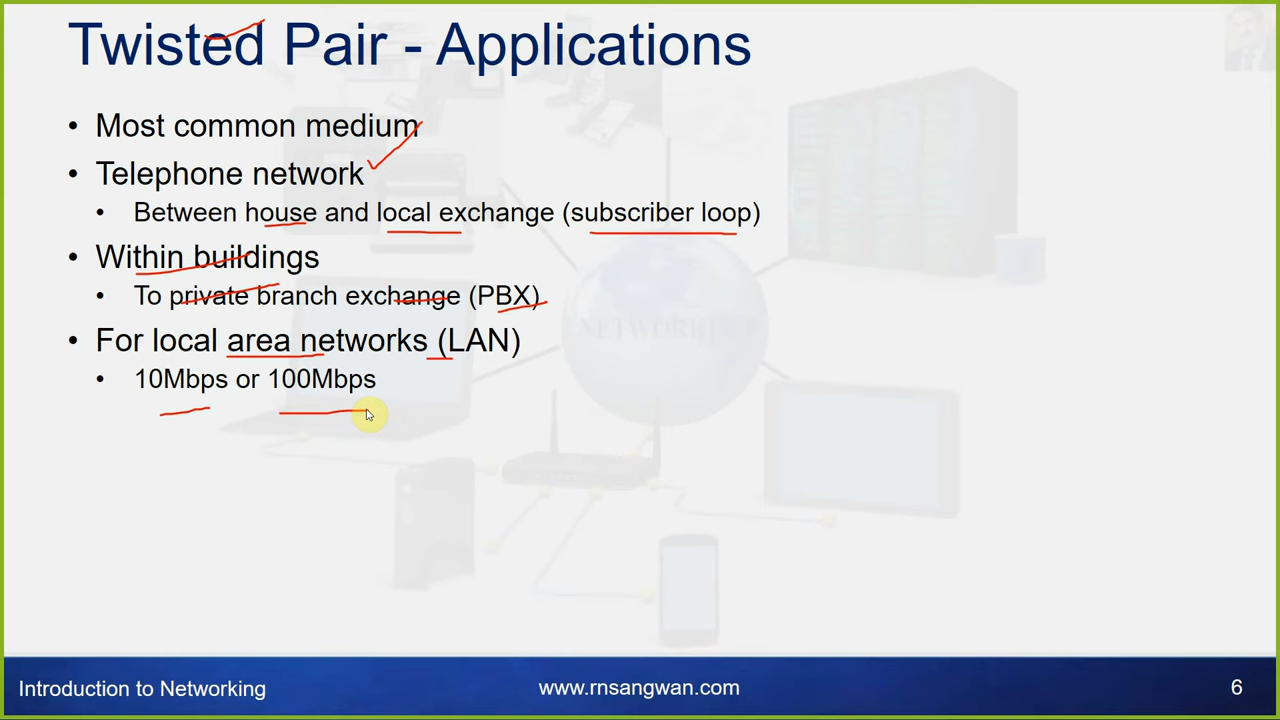 Twisted Pair - Applications
• Most common medium
• Telephone network
• Between house and local exchange (subscriber loop)
• Within buildings
• To private branch exchange (PBX)
• For local area networks (LAN)
• 10Mbps or 100Mbps
NETWORK
Introduction to Networking
www.rnsangwan.com
6